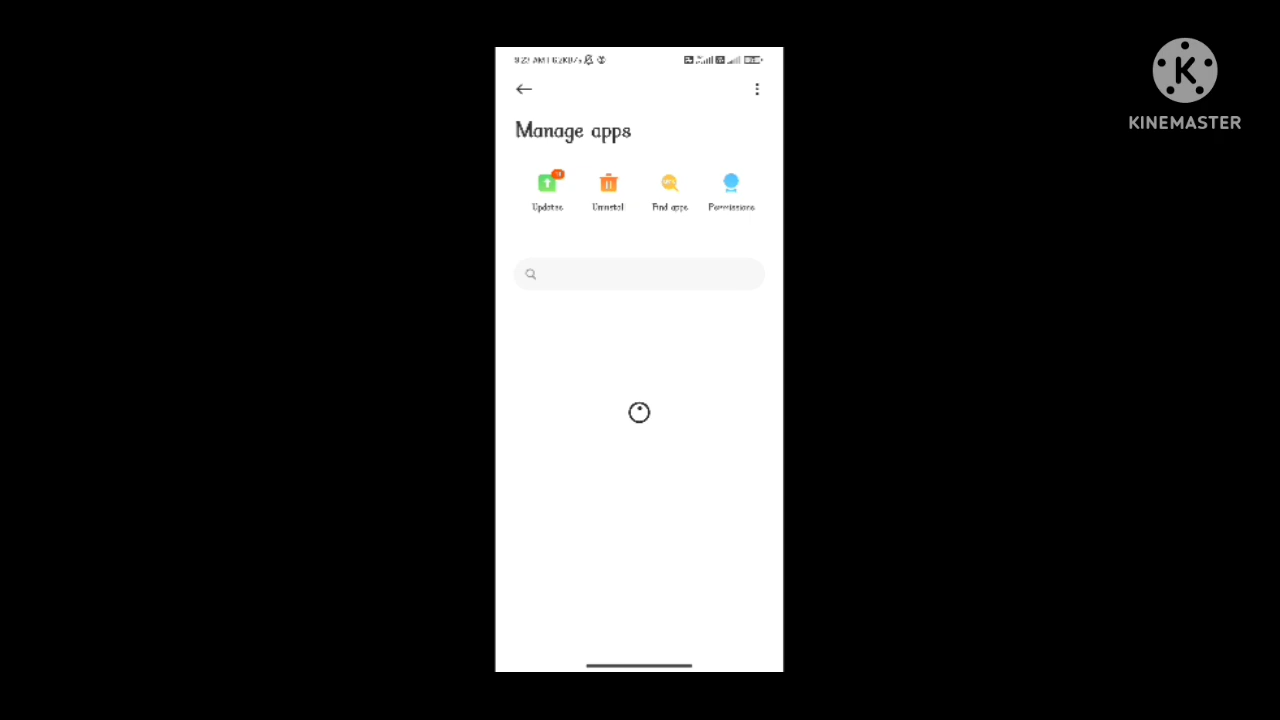 Manage apps
Updates
Uninstall
Find apps
Permissions
K
KINEMASTER